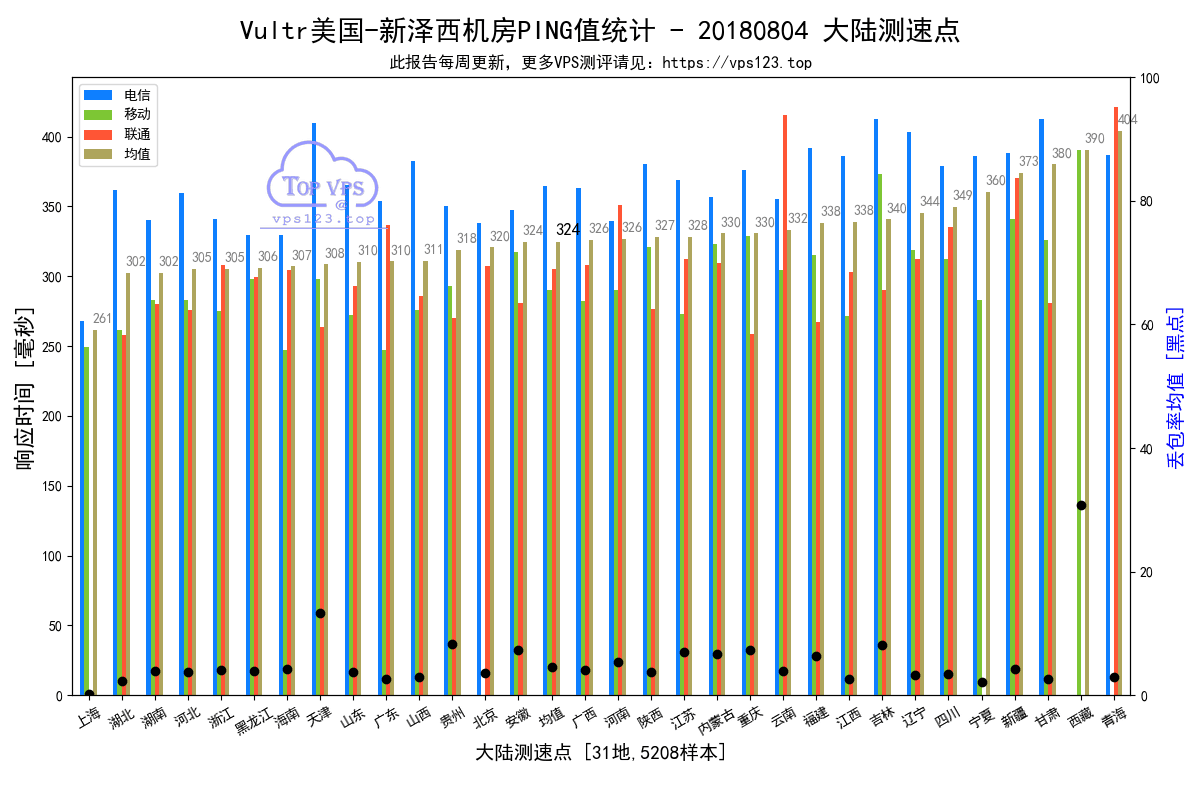 Vultr美国-新泽西机房PING值统计 - 20180804 大陆测速点
此报告每周更新，更多VPS测评请见：https://vps123.top
电信
移动
联通
均值
TOP VPS
@
vps123.top
响应时间 [毫秒]
400
350
300
250
200
150
100
50
0
261
302
302
305
305
306
307
308
310
310
311
318
320
324
324
326
326
327
328
330
330
332
338
338
340
344
349
360
373
380
390
404
100
80
60
40
20
0
丢包率均值 [黑点]
上海
湖北
湖南
河北
浙江
黑龙江
海南
天津
山东
广东
山西
贵州
北京
安徽
均值
广西
河南
陕西
江苏
内蒙古
重庆
云南
福建
江西
吉林
辽宁
四川
宁夏
新疆
甘肃
西藏
青海
大陆测速点 [31地,5208样本]